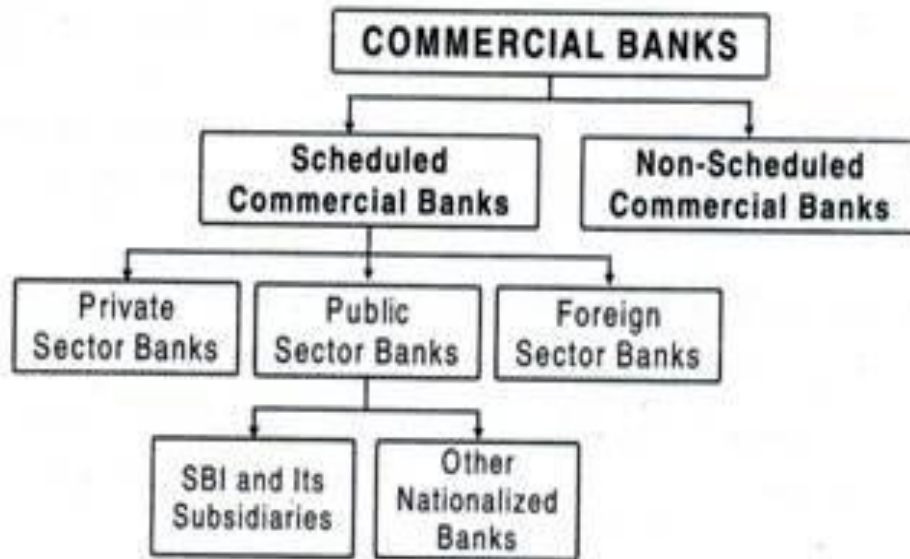 COMMERCIAL BANKS
Scheduled
Commercial Banks
Non-Scheduled
Commercial Banks
Private
Sector Banks
Public
Sector Banks
Foreign
Sector Banks
SBI and Its
Subsidiaries
Other
Nationalized
Banks